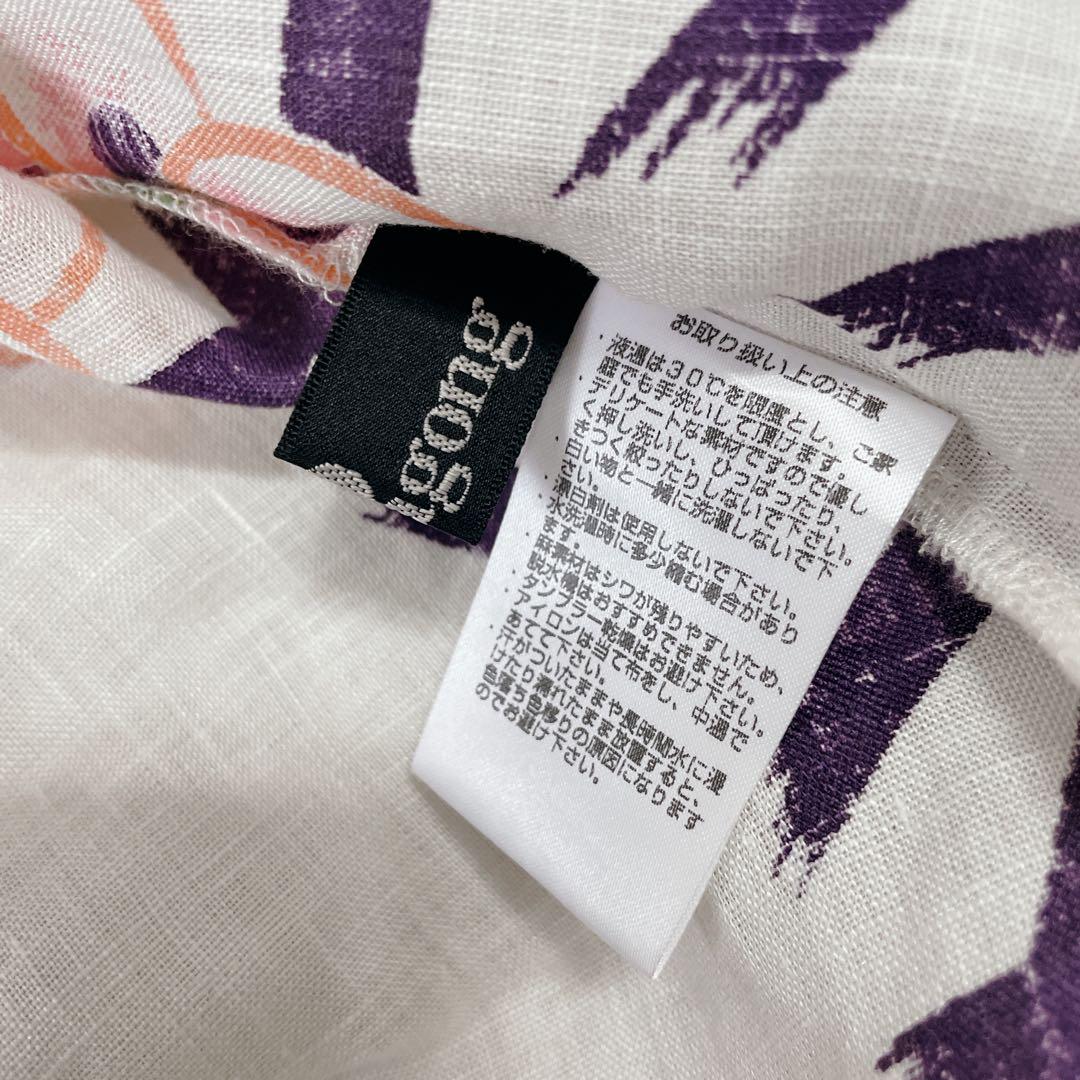 gong
お取り扱い上の注意
・液温は30℃を限度とし、ご家
庭でも手洗いして頂けます。
・デリケートな素材ですので優し
く押し洗いし、ひっぱったり、
きつく絞ったりしないで下さい。
・白い物と一緒に洗濯しないで下
さい。
・漂白剤は使用しないで下さい。
・水洗濯時に多少縮む場合があり
ます。
・麻素材はシワが残りやすいため、
脱水機はおすすめできません。
・タンブラー乾燥はお避け下さい。
・アイロンは当て布をし、中温で
あてて下さい。
・汗がついたままや長時間水に浸
けたり濡れたまま放置すると、
色落ち色移りの原因になります
のでお避け下さい。